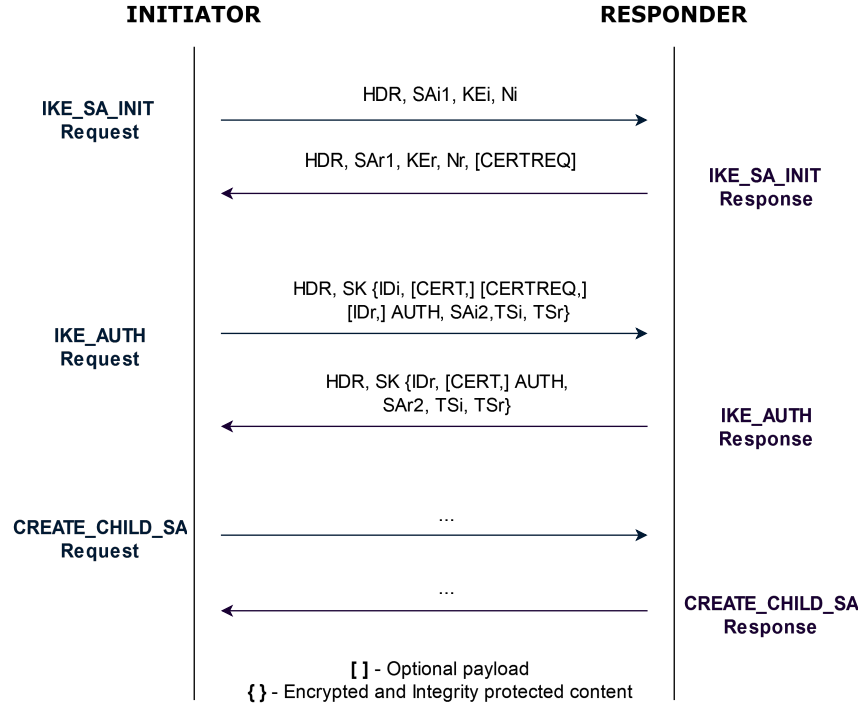 INITIATOR
RESPONDER
HDR, SAi1, KEi, Ni
IKE_SA_INIT
Request
HDR, SAr1, KEr, Nr, [CERTREQ]
IKE_SA_INIT
Response
HDR, SK {IDi, [CERT,] [CERTREQ,]
[IDr,] AUTH, SAi2,TSi, TSr}
IKE_AUTH
Request
HDR, SK {IDr, [CERT,] AUTH,
SAr2, TSi, TSr}
IKE_AUTH
Response
...
CREATE_CHILD_SA
Request
...
CREATE_CHILD_SA
Response
[ ] - Optional payload
{ } - Encrypted and Integrity protected content